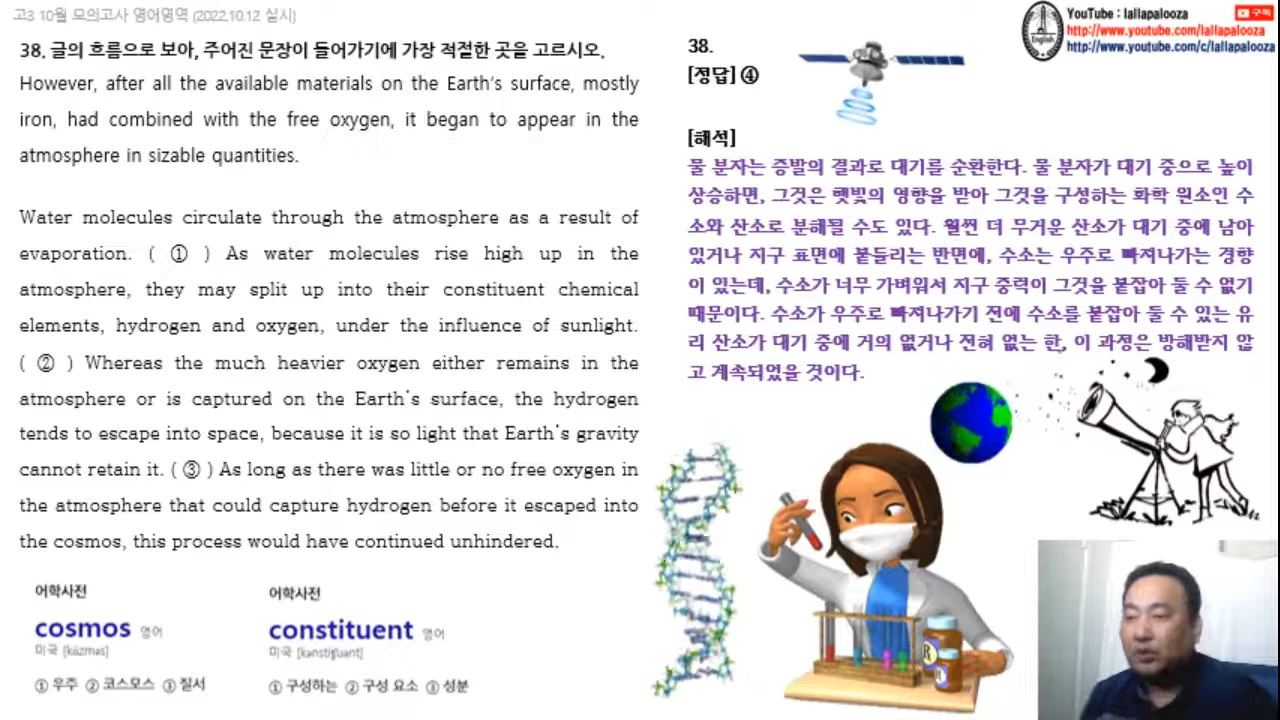 고3 10월 모의고사 영어영역 (2022.10.12 실시)
38. 글의 흐름으로 보아, 주어진 문장이 들어가기에 가장 적절한 곳을 고르시오.
However, after all the available materials on the Earth's surface, mostly
iron, had combined with the free oxygen, it began to appear in the
atmosphere in sizable quantities.
Water molecules circulate through the atmosphere as a result of
evaporation. ( ① ) As water molecules rise high up in the
atmosphere, they may split up into their constituent chemical
elements, hydrogen and oxygen, under the influence of sunlight.
( ② ) Whereas the much heavier oxygen either remains in the
atmosphere or is captured on the Earth's surface, the hydrogen
tends to escape into space, because it is so light that Earth's gravity
cannot retain it. ( ③ ) As long as there was little or no free oxygen in
the atmosphere that could capture hydrogen before it escaped into
the cosmos, this process would have continued unhindered.
어학사전
cosmos 영어
미국 [|kɑ:zməs]
① 우주 ② 코스모스 ③ 질서
어학사전
constituent 영어
미국 [kənstiʧuənt]
① 구성하는 ② 구성 요소 ③ 성분
38.
[정답] ④
[해석]
물 분자는 증발의 결과로 대기를 순환한다. 물 분자가 대기 중으로 높이
상승하면, 그것은 햇빛의 영향을 받아 그것을 구성하는 화학 원소인 수
소와 산소로 분해될 수도 있다. 훨씬 더 무거운 산소가 대기 중에 남아
있거나 지구 표면에 붙들리는 반면에, 수소는 우주로 빠져나가는 경향
이 있는데, 수소가 너무 가벼워서 지구 중력이 그것을 붙잡아 둘 수 없기
때문이다. 수소가 우주로 빠져나가기 전에 수소를 붙잡아 둘 수 있는 유
리 산소가 대기 중에 거의 없거나 전혀 없는 한, 이 과정은 방해받지 않
고 계속되었을 것이다.
English
YouTube : lallapalooza
구독
http://www.youtube.com/lallapalooza
http://www.youtube.com/c/lallapalooza
R
R